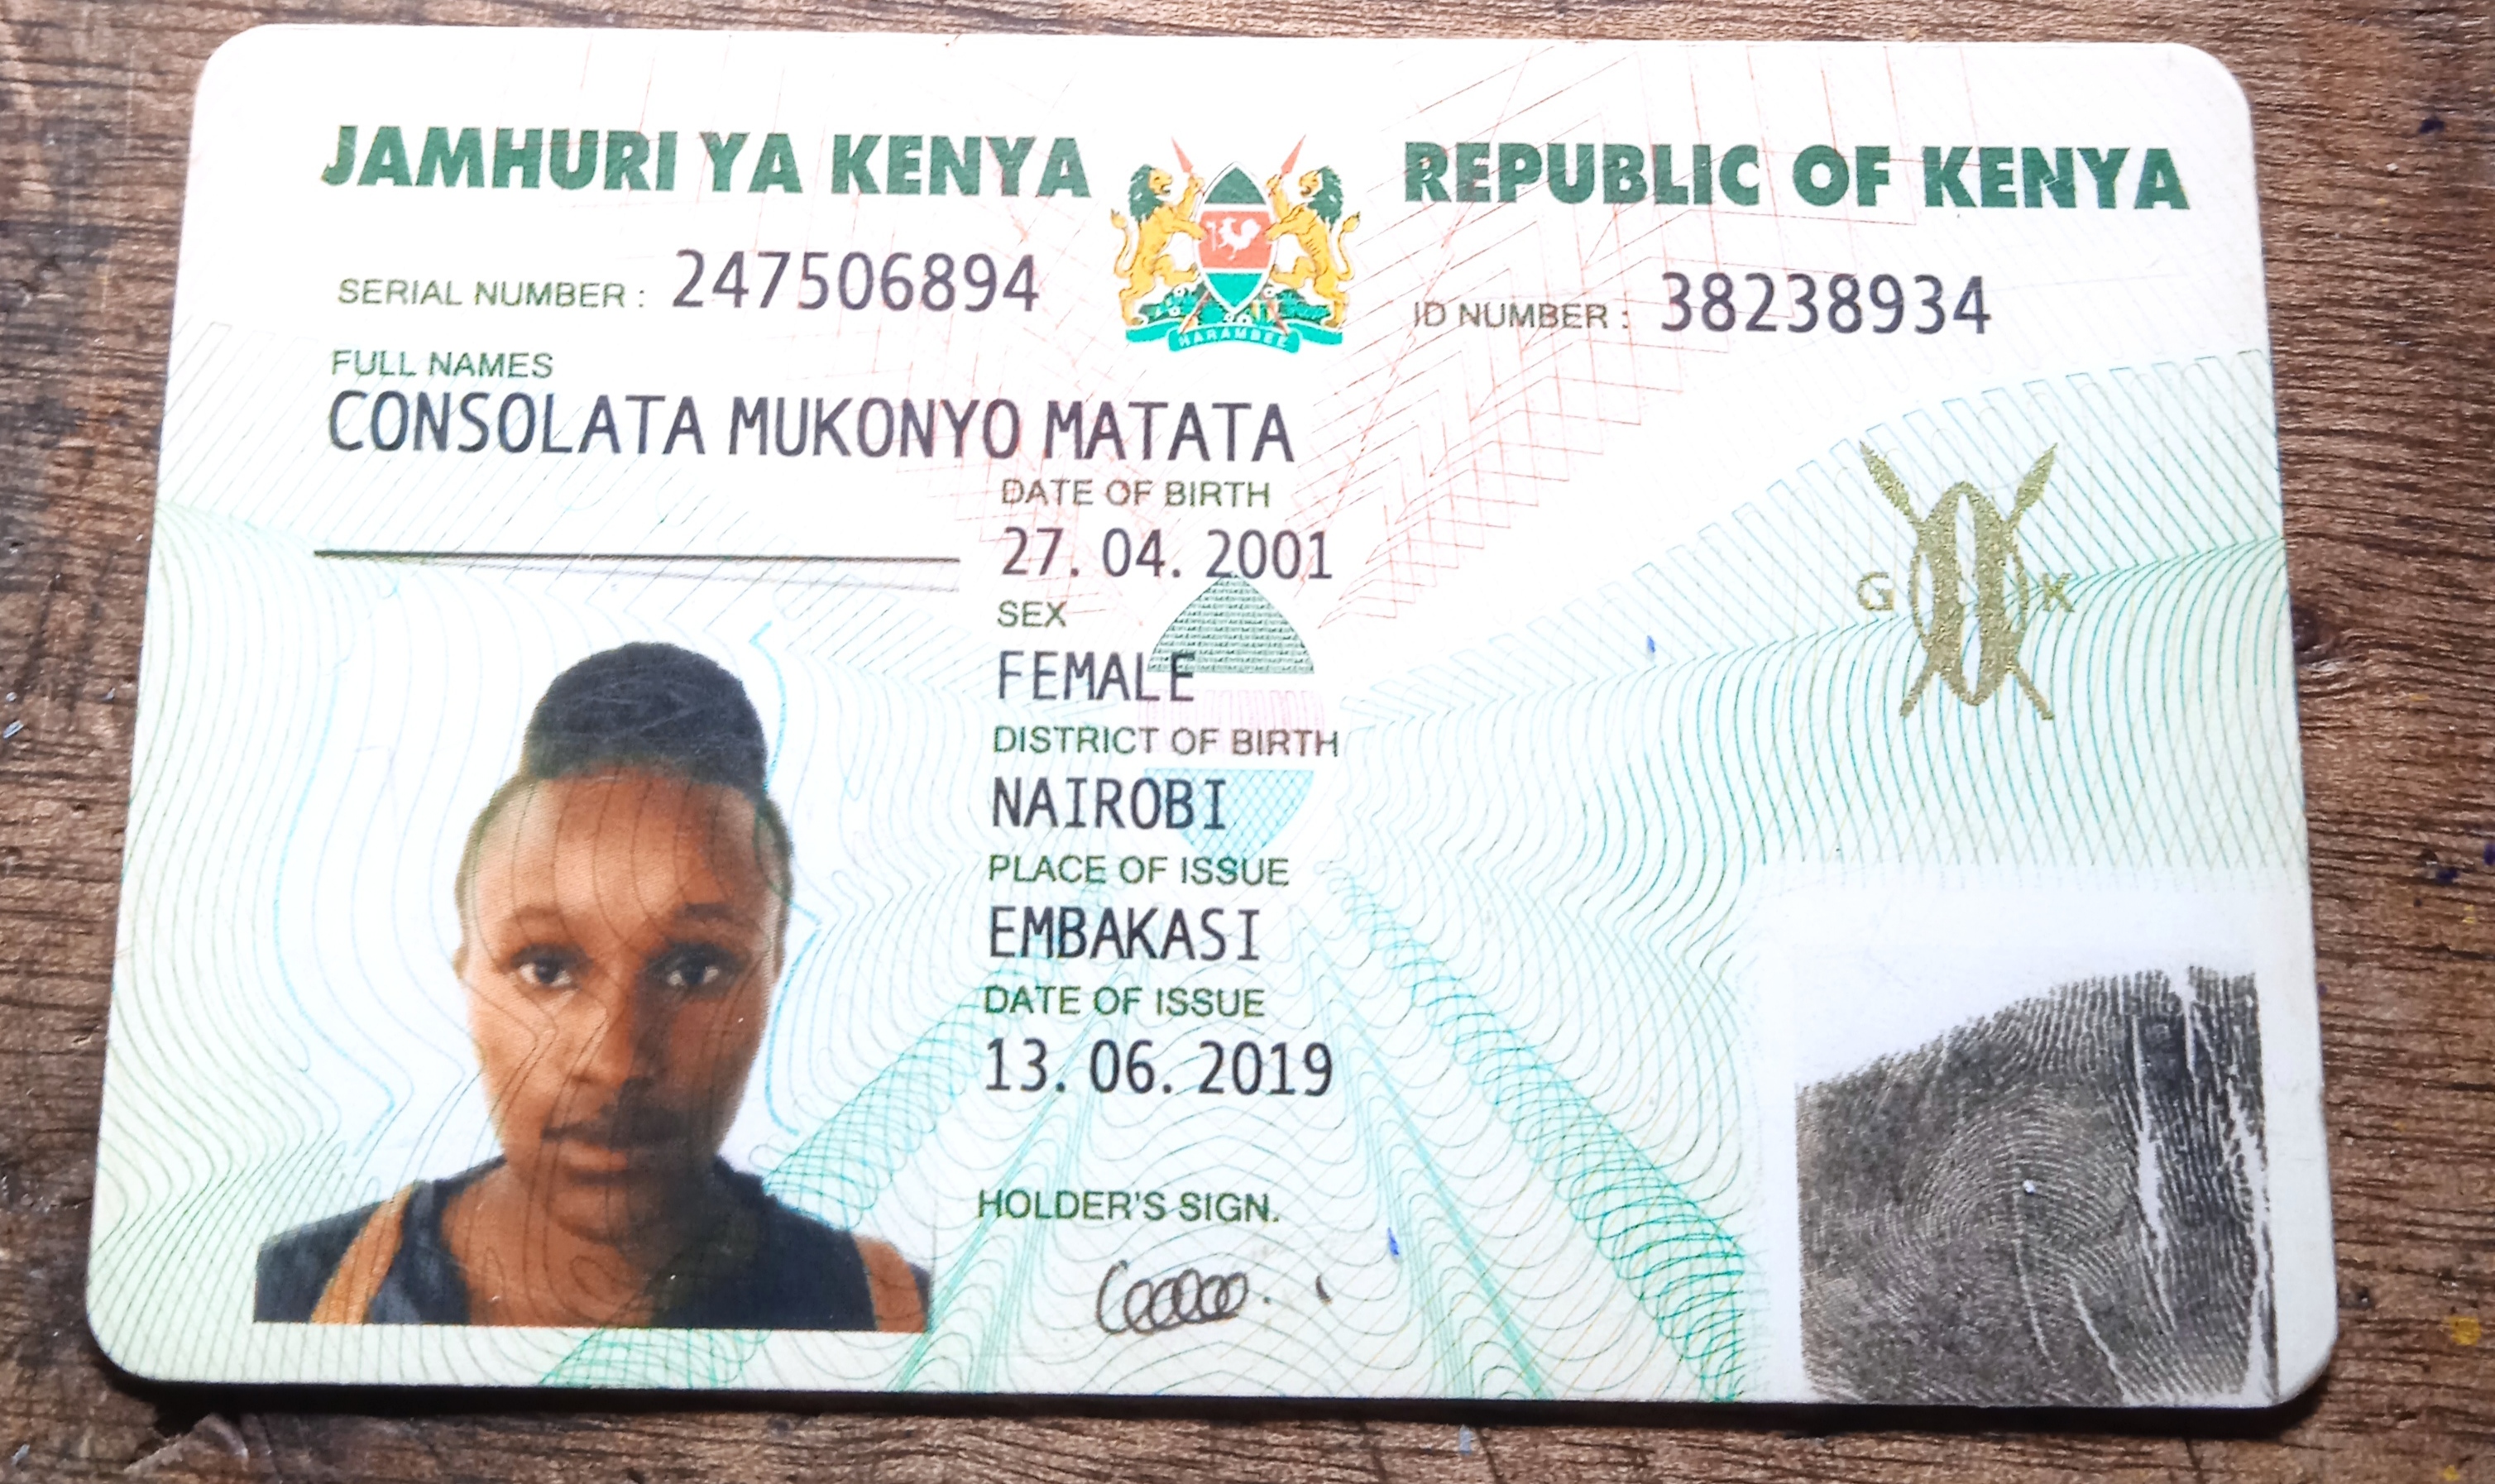 JAMHURI YA KENYA REPUBLIC OF KENYA
HARAMBEE
SERIAL NUMBER : 247506894
ID NUMBER : 38238934
FULL NAMES
CONSOLATA MUKONYO MATATA
DATE OF BIRTH
27. 04. 2001
SEX
FEMALE
G K
DISTRICT OF BIRTH
NAIROBI
PLACE OF ISSUE
EMBAKASI
DATE OF ISSUE
13. 06. 2019
HOLDER'S SIGN.